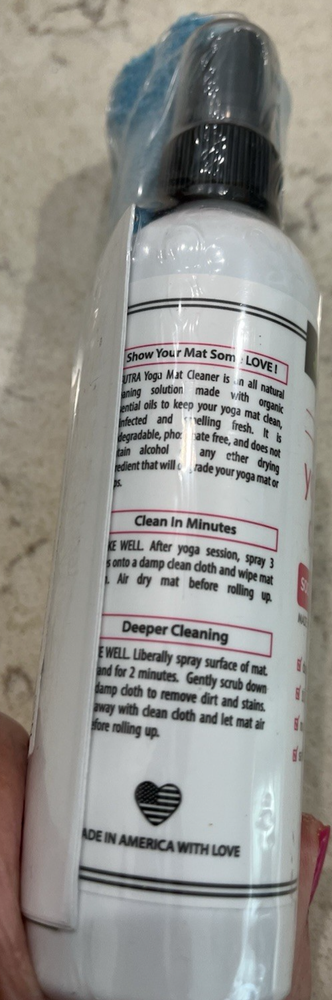 Show Your Mat Some LOVE !
SUTRA Yoga Mat Cleaner is an all natural
aning solution made with organic
ential oils to keep your yoga mat clean,
infected and smelling fresh. It is
degradable, phosphate free, and does not
tain alcohol any other drying
redient that will rade your yoga mat or
ps.
Clean In Minutes
KE WELL. After yoga session, spray 3
s onto a damp clean cloth and wipe mat
. Air dry mat before rolling up.
Deeper Cleaning
E WELL. Liberally spray surface of mat.
and for 2 minutes. Gently scrub down
damp cloth to remove dirt and stains.
away with clean cloth and let mat air
efore rolling up.
ADE IN AMERICA WITH LOVE